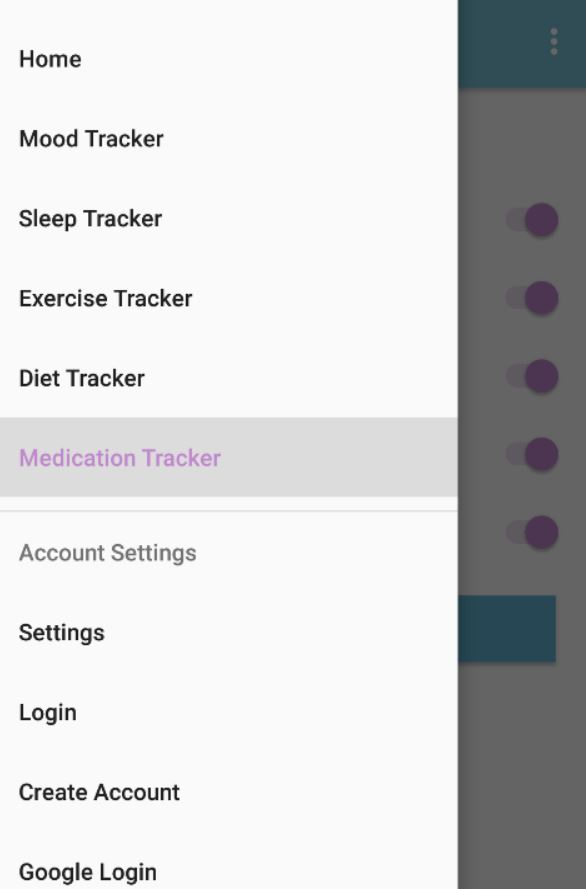 Home
Mood Tracker
Sleep Tracker
Exercise Tracker
Diet Tracker
Medication Tracker
Account Settings
Settings
Login
Create Account
Google Login